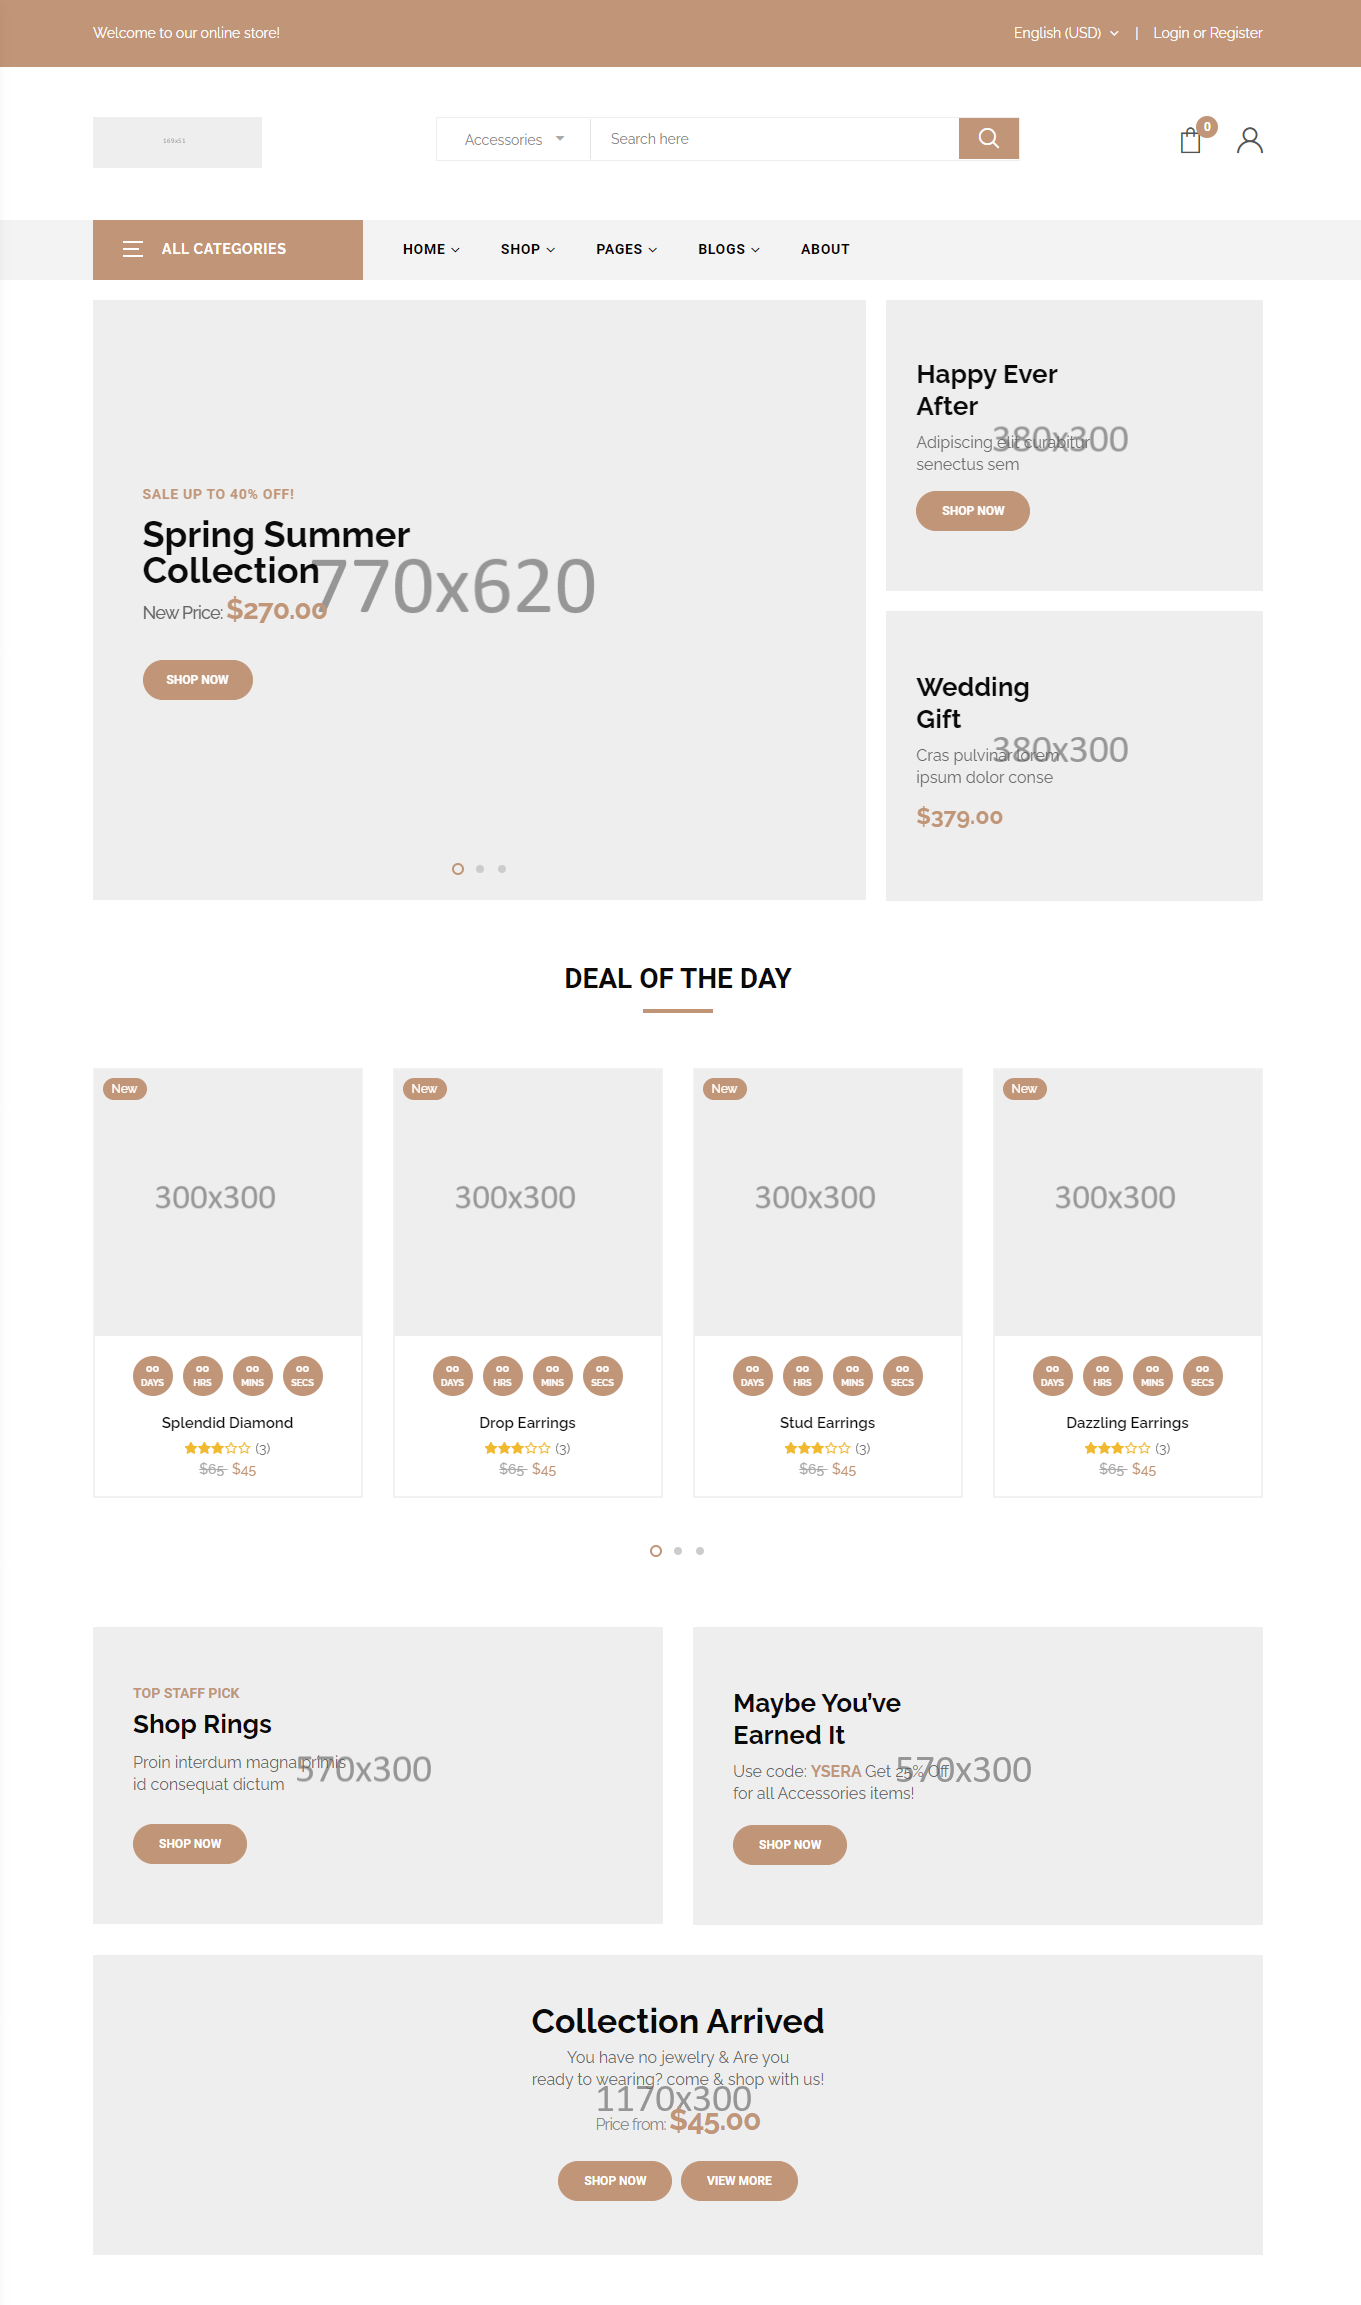 Welcome to our online store!
English (USD) | Login or Register
169x51
Accessories
Search here
0
ALL CATEGORIES
HOME
SHOP
PAGES
BLOGS
ABOUT
SALE UP TO 40% OFF!
Spring Summer
Collection
770x620
New Price: $270.00
SHOP NOW
Happy Ever
After
380x300
Adipiscing elit curabitur
senectus sem
SHOP NOW
Wedding
Gift
380x300
Cras pulvinar lorem
ipsum dolor conse
$379.00
DEAL OF THE DAY
New
300x300
00 DAYS
00 HRS
00 MINS
00 SECS
Splendid Diamond
(3)
$65 $45
New
300x300
00 DAYS
00 HRS
00 MINS
00 SECS
Drop Earrings
(3)
$65 $45
New
300x300
00 DAYS
00 HRS
00 MINS
00 SECS
Stud Earrings
(3)
$65 $45
New
300x300
00 DAYS
00 HRS
00 MINS
00 SECS
Dazzling Earrings
(3)
$65 $45
TOP STAFF PICK
Shop Rings
Proin interdum magna primis
id consequat dictum
570x300
SHOP NOW
Maybe You've
Earned It
Use code: YSERA Get 25% Off
for all Accessories items!
570x300
SHOP NOW
Collection Arrived
You have no jewelry & Are you
ready to wearing? come & shop with us!
1170x300
Price from: $45.00
SHOP NOW
VIEW MORE